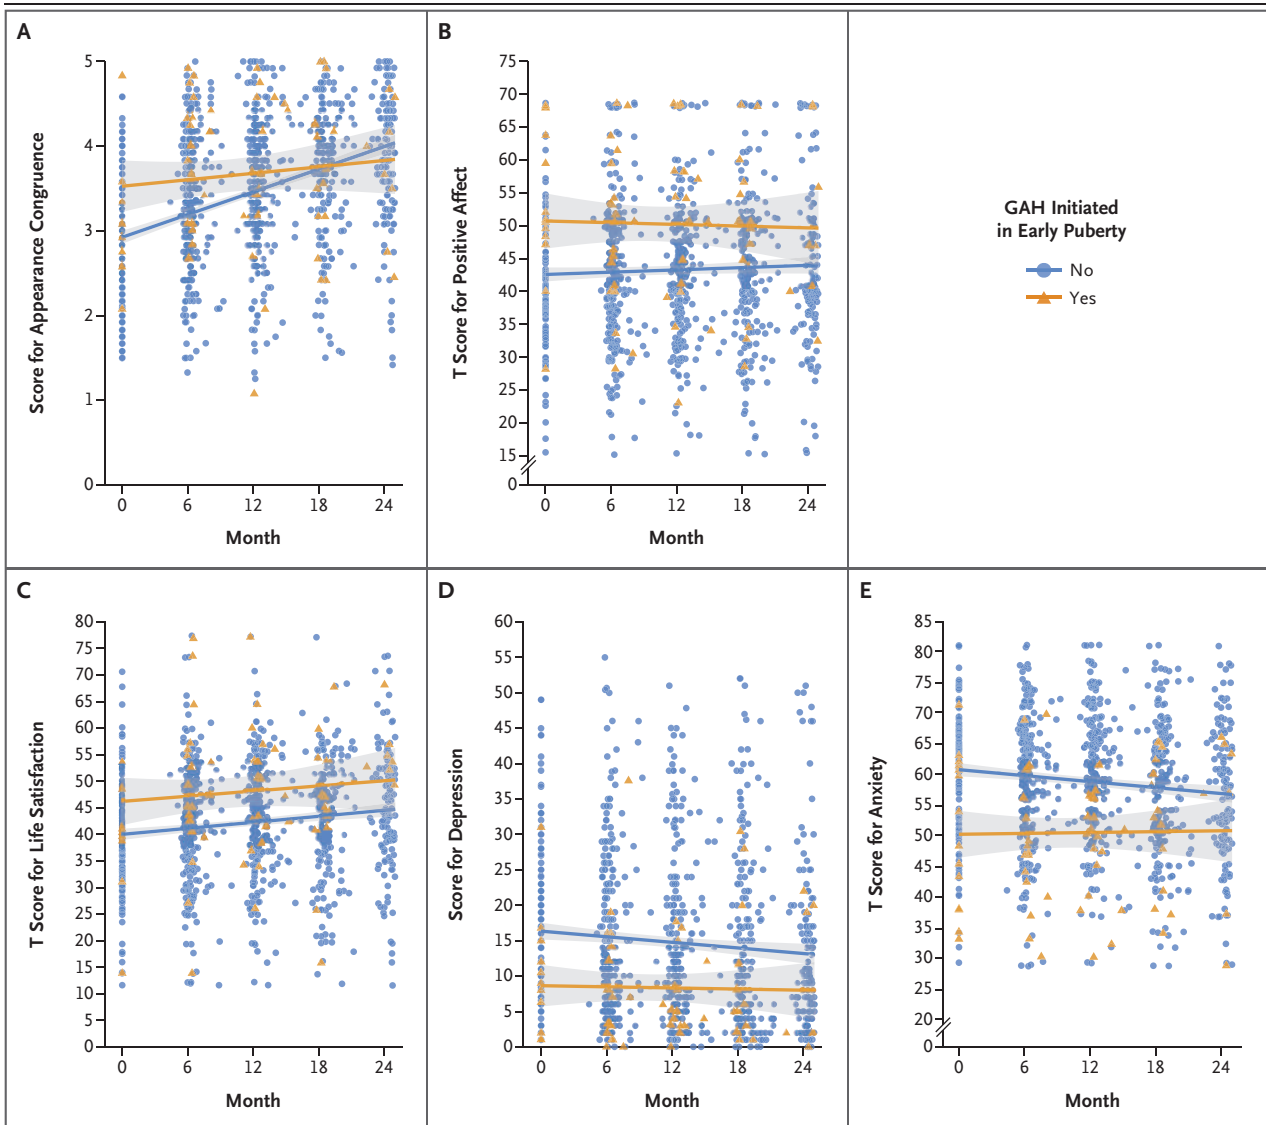 A
Score for Appearance Congruence
5
4
3
2
1
0
0 6 12 18 24
Month
B
T Score for Positive Affect
75
70
65
60
55
50
45
40
35
30
25
20
15
0
0 6 12 18 24
Month
GAH Initiated
in Early Puberty
No
Yes
C
T Score for Life Satisfaction
80
75
70
65
60
55
50
45
40
35
30
25
20
15
10
5
0
0 6 12 18 24
Month
D
Score for Depression
60
55
50
45
40
35
30
25
20
15
10
5
0
0 6 12 18 24
Month
E
T Score for Anxiety
85
80
75
70
65
60
55
50
45
40
35
30
25
20
0
0 6 12 18 24
Month